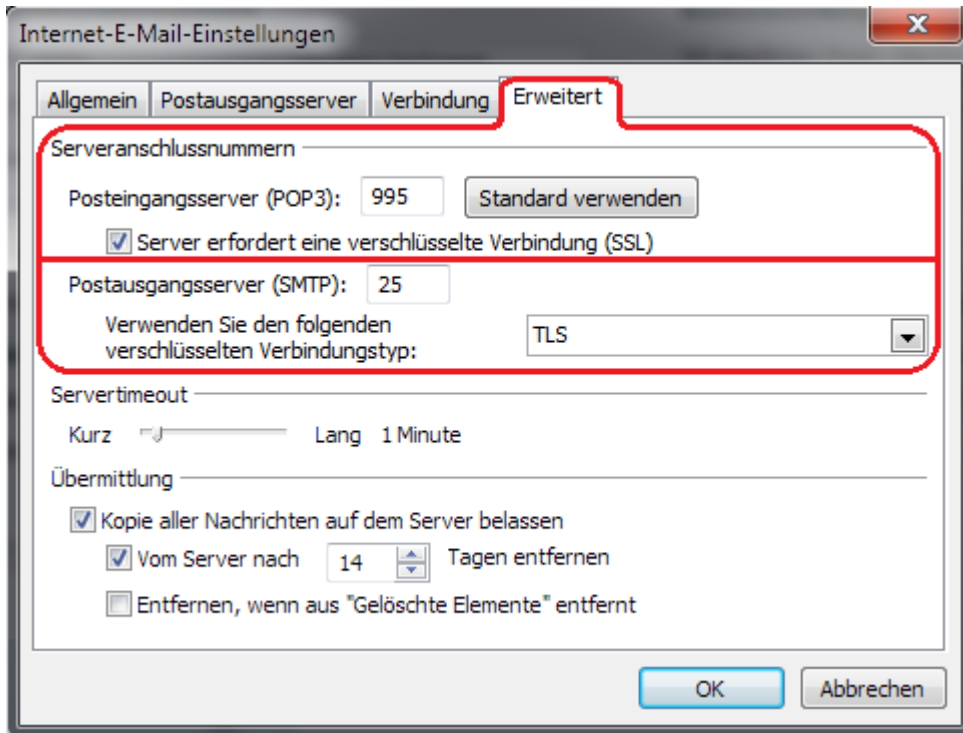 Internet-E-Mail-Einstellungen
Allgemein Postausgangsserver Verbindung Erweitert
Serveranschlussnummern
Posteingangsserver (POP3): 995 Standard verwenden
Server erfordert eine verschlüsselte Verbindung (SSL)
Postausgangsserver (SMTP): 25
Verwenden Sie den folgenden
verschlüsselten Verbindungstyp: TLS
Servertimeout
Kurz Lang 1 Minute
Übermittlung
Kopie aller Nachrichten auf dem Server belassen
Vom Server nach 14 Tagen entfernen
Entfernen, wenn aus "Gelöschte Elemente" entfernt
OK Abbrechen